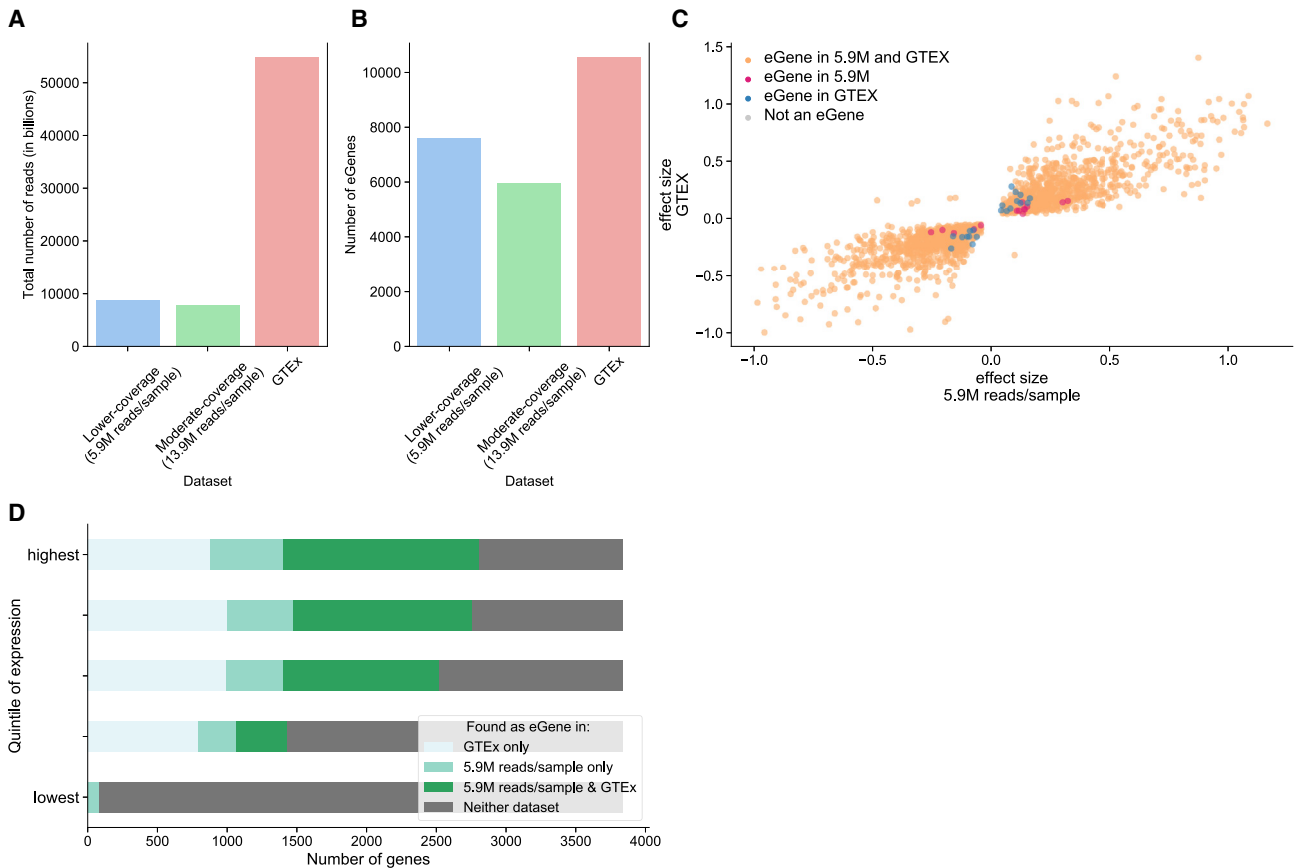 A
Total number of reads (in billions)
50000
40000
30000
20000
10000
0
Lower-coverage
(5.9M reads/sample)
Moderate-coverage
(13.9M reads/sample)
GTEx
Dataset
B
Number of eGenes
10000
8000
6000
4000
2000
0
Lower-coverage
(5.9M reads/sample)
Moderate-coverage
(13.9M reads/sample)
GTEx
Dataset
C
eGene in 5.9M and GTEX
eGene in 5.9M
eGene in GTEX
Not an eGene
effect size
GTEX
1.5
1.0
0.5
0.0
−0.5
−1.0
−1.0 −0.5 0.0 0.5 1.0
effect size
5.9M reads/sample
D
Quintile of expression
highest
lowest
Found as eGene in:
GTEx only
5.9M reads/sample only
5.9M reads/sample & GTEx
Neither dataset
0 500 1000 1500 2000 2500 3000 3500 4000
Number of genes